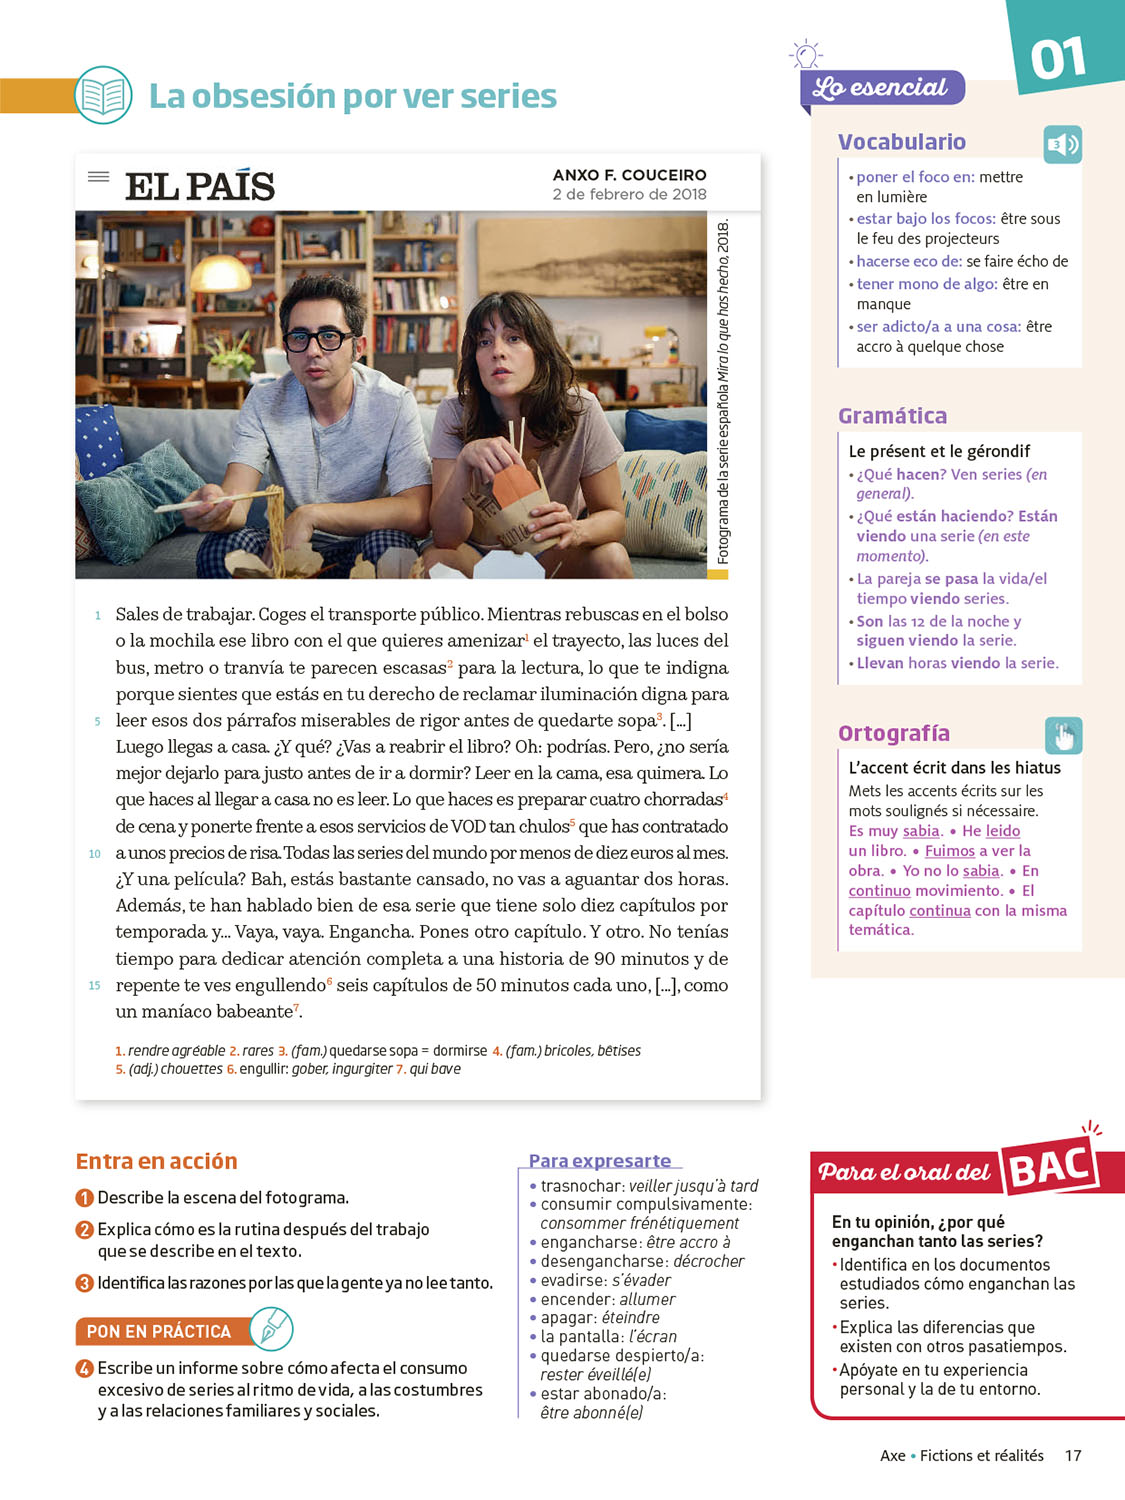 01
La obsesión por ver series
EL PAÍS
ANXO F. COUCEIRO
2 de febrero de 2018
Fotograma de la serie española Mira lo que has hecho, 2018.
1 Sales de trabajar. Coges el transporte público. Mientras rebuscas en el bolso
o la mochila ese libro con el que quieres amenizar1 el trayecto, las luces del
bus, metro o tranvía te parecen escasas2 para la lectura, lo que te indigna
porque sientes que estás en tu derecho de reclamar iluminación digna para
5 leer esos dos párrafos miserables de rigor antes de quedarte sopa3. [...]
Luego llegas a casa. ¿Y qué? ¿Vas a reabrir el libro? Oh: podrías. Pero, ¿no sería
mejor dejarlo para justo antes de ir a dormir? Leer en la cama, esa quimera. Lo
que haces al llegar a casa no es leer. Lo que haces es preparar cuatro chorradas4
de cena y ponerte frente a esos servicios de VOD tan chulos5 que has contratado
10 a unos precios de risa. Todas las series del mundo por menos de diez euros al mes.
¿Y una película? Bah, estás bastante cansado, no vas a aguantar dos horas.
Además, te han hablado bien de esa serie que tiene solo diez capítulos por
temporada y... Vaya, vaya. Engancha. Pones otro capítulo. Y otro. No tenías
tiempo para dedicar atención completa a una historia de 90 minutos y de
15 repente te ves engullendo6 seis capítulos de 50 minutos cada uno, [...], como
un maníaco babeante7.
1. rendre agréable 2. rares 3. (fam.) quedarse sopa = dormirse 4. (fam.) bricoles, bêtises
5. (adj.) chouettes 6. engullir: gober, ingurgiter 7. qui bave
Lo esencial
Vocabulario
3
• poner el foco en: mettre
en lumière
• estar bajo los focos: être sous
le feu des projecteurs
• hacerse eco de: se faire écho de
• tener mono de algo: être en
manque
• ser adicto/a a una cosa: être
accro à quelque chose
Gramática
Le présent et le gérondif
• ¿Qué hacen? Ven series (en
general).
• ¿Qué están haciendo? Están
viendo una serie (en este
momento).
• La pareja se pasa la vida/el
tiempo viendo series.
• Son las 12 de la noche y
siguen viendo la serie.
• Llevan horas viendo la serie.
Ortografía
L'accent écrit dans les hiatus
Mets les accents écrits sur les
mots soulignés si nécessaire.
Es muy sabia. • He leido
un libro. • Fuimos a ver la
obra. • Yo no lo sabia. • En
continuo movimiento. • El
capítulo continua con la misma
temática.
Entra en acción
1 Describe la escena del fotograma.
2 Explica cómo es la rutina después del trabajo
que se describe en el texto.
3 Identifica las razones por las que la gente ya no lee tanto.
PON EN PRÁCTICA
4 Escribe un informe sobre cómo afecta el consumo
excesivo de series al ritmo de vida, a las costumbres
y a las relaciones familiares y sociales.
Para expresarte
• trasnochar: veiller jusqu'à tard
• consumir compulsivamente:
consommer frénétiquement
• engancharse: être accro à
• desengancharse: décrocher
• evadirse: s'évader
• encender: allumer
• apagar: éteindre
• la pantalla: l'écran
• quedarse despierto/a:
rester éveillé(e)
• estar abonado/a:
être abonné(e)
Para el oral del BAC
En tu opinión, ¿por qué
enganchan tanto las series?
• Identifica en los documentos
estudiados cómo enganchan las
series.
• Explica las diferencias que
existen con otros pasatiempos.
• Apóyate en tu experiencia
personal y la de tu entorno.
Axe • Fictions et réalités 17